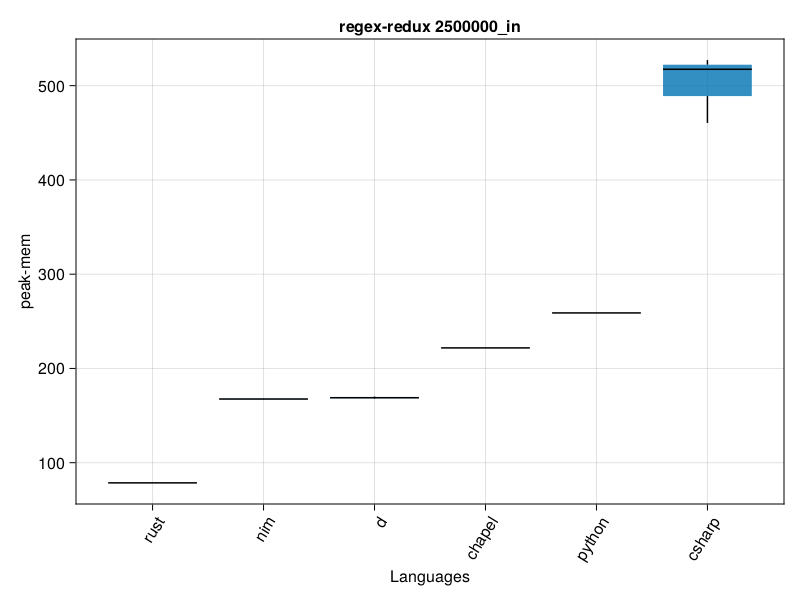 regex-redux 2500000_in
peak-mem
500
400
300
200
100
rust
nim
d
chapel
python
csharp
Languages